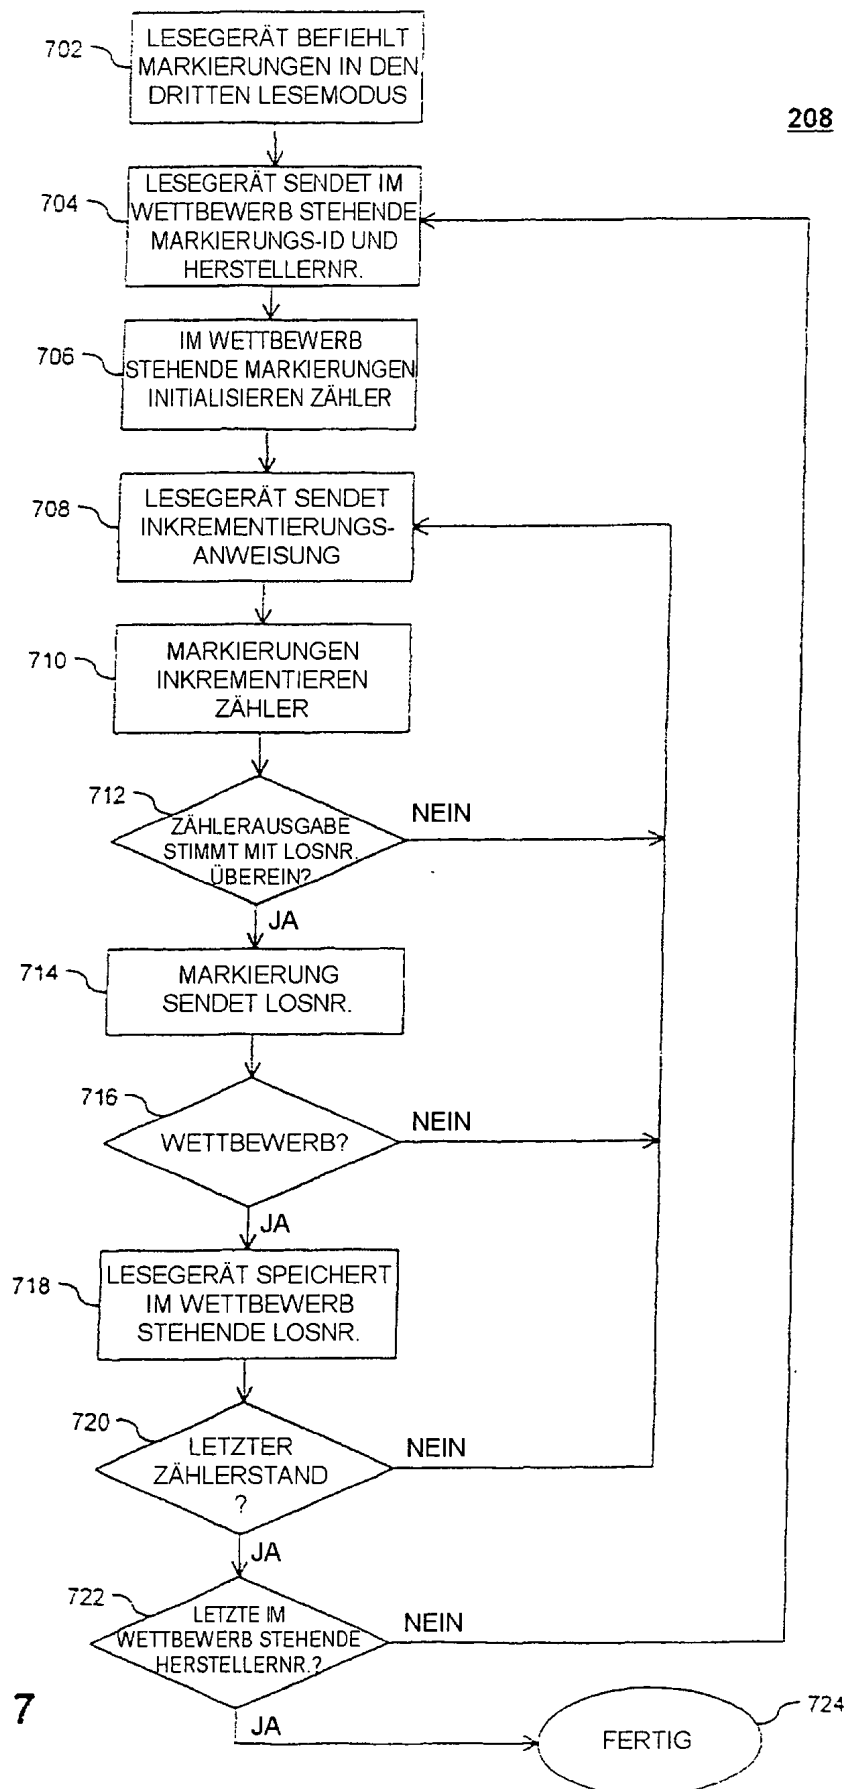 702
LESEGERÄT BEFIEHLT
MARKIERUNGEN IN DEN
DRITTEN LESEMODUS
208
704
LESEGERÄT SENDET IM
WETTBEWERB STEHENDE
MARKIERUNGS-ID UND
HERSTELLERNR.
706
IM WETTBEWERB
STEHENDE MARKIERUNGEN
INITIALISIEREN ZÄHLER
708
LESEGERÄT SENDET
INKREMENTIERUNGS-
ANWEISUNG
710
MARKIERUNGEN
INKREMENTIEREN
ZÄHLER
712
ZÄHLERAUSGABE
STIMMT MIT LOSNR.
ÜBEREIN?
NEIN
JA
714
MARKIERUNG
SENDET LOSNR.
716
WETTBEWERB?
NEIN
JA
718
LESEGERÄT SPEICHERT
IM WETTBEWERB
STEHENDE LOSNR.
720
LETZTER
ZÄHLERSTAND
?
NEIN
JA
722
LETZTE IM
WETTBEWERB STEHENDE
HERSTELLERNR.?
NEIN
JA
7
FERTIG
724